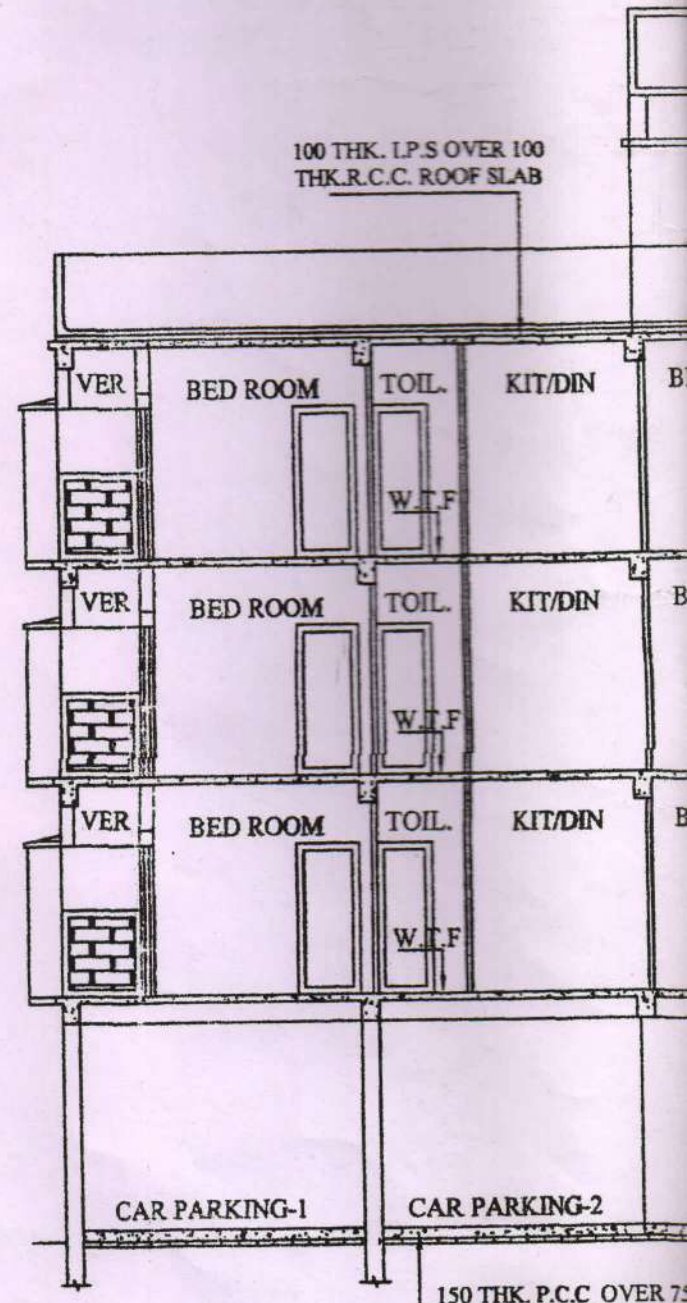 100 THK. I.P.S OVER 100
THK.R.C.C. ROOF SLAB
VER BED ROOM TOIL. KIT/DIN
W.T.F
VER BED ROOM TOIL. KIT/DIN
W.T.F
VER BED ROOM TOIL. KIT/DIN
W.T.F
CAR PARKING-1 CAR PARKING-2
150 THK. P.C.C OVER 75